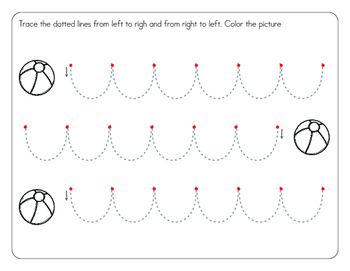 Trace the dotted lines from left to righ and from right to left. Color the picture